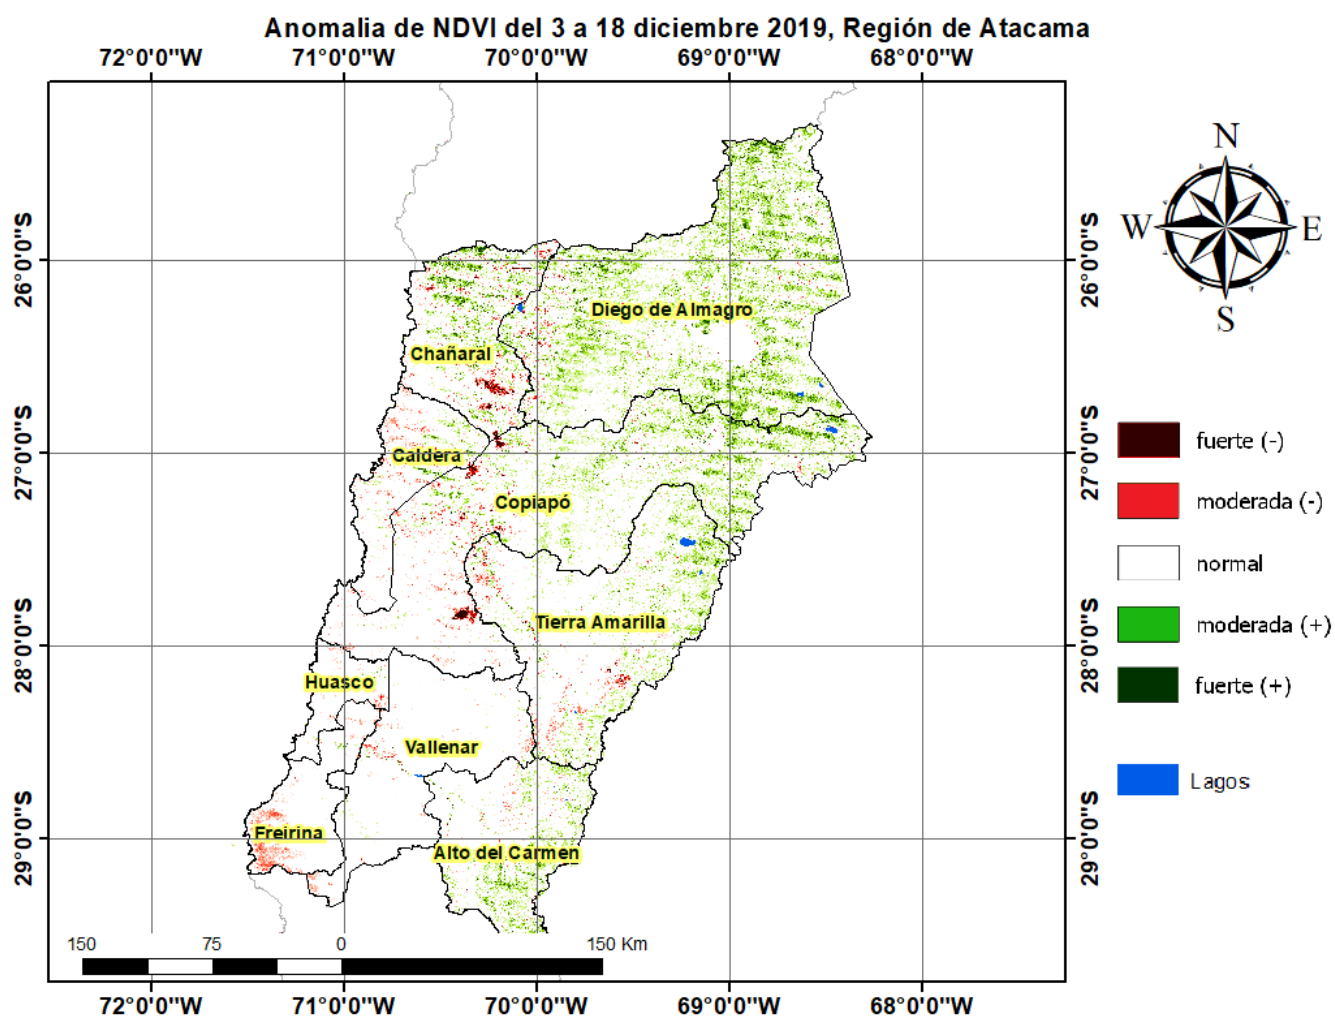 Anomalia de NDVI del 3 a 18 diciembre 2019, Región de Atacama
72°0'0"W 71°0'0"W 70°0'0"W 69°0'0"W 68°0'0"W
N
W E
S
26°0'0"S 26°0'0"S
Diego de Almagro
Chañaral
27°0'0"S 27°0'0"S
Caldera
Copiapó
fuerte (-)
moderada (-)
normal
moderada (+)
fuerte (+)
Lagos
Tierra Amarilla
28°0'0"S 28°0'0"S
Huasco
Vallenar
Freirina
29°0'0"S 29°0'0"S
Alto del Carmen
150 75 0 150 Km
72°0'0"W 71°0'0"W 70°0'0"W 69°0'0"W 68°0'0"W